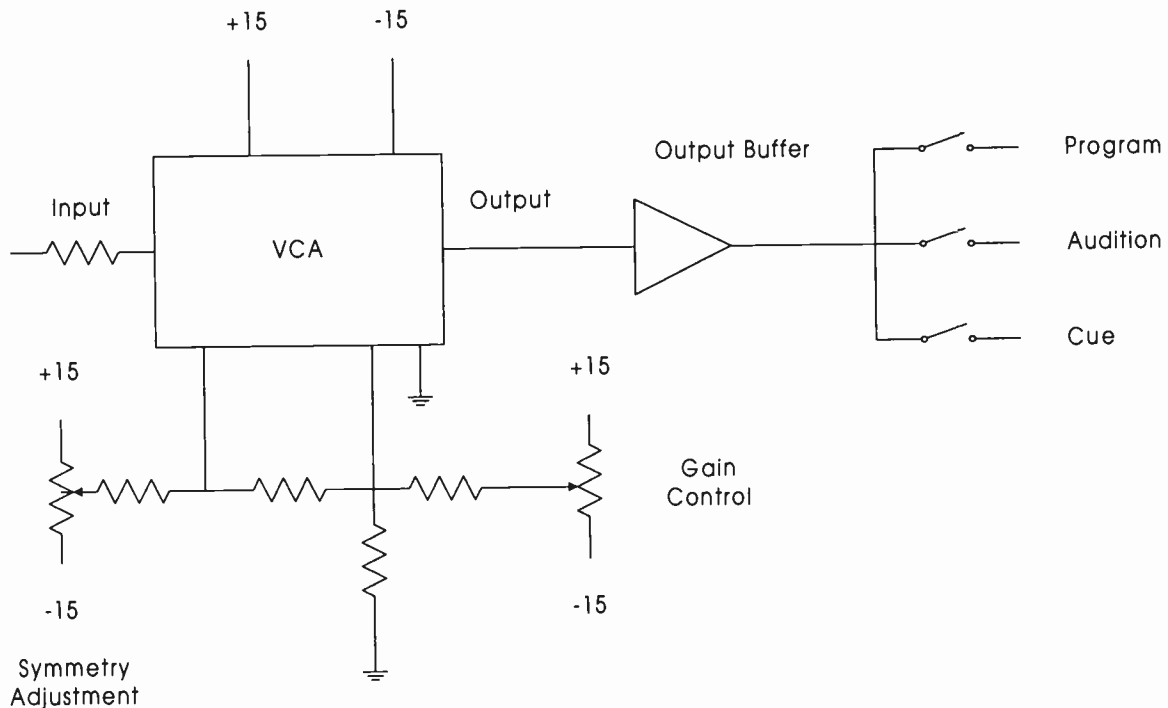 +15
-15
Output Buffer
Program
Input
Output
VCA
Audition
Cue
+15
+15
Gain
Control
-15
-15
Symmetry
Adjustment